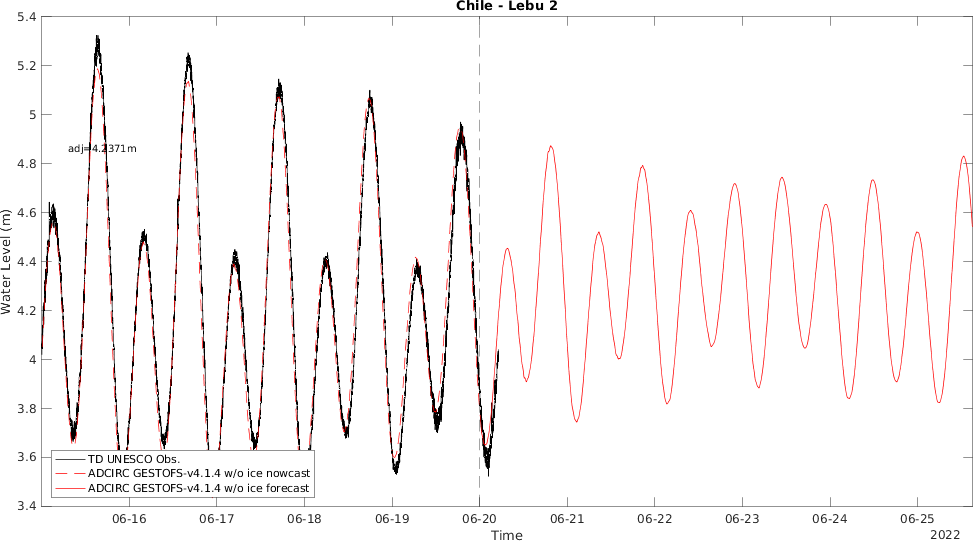 Chile - Lebu 2
5.4
5.2
5
4.8
4.6
4.4
4.2
4
3.8
3.6
3.4
Water Level (m)
adj=4.2371m
TD UNESCO Obs.
ADCIRC GESTOFS-v4.1.4 w/o ice nowcast
ADCIRC GESTOFS-v4.1.4 w/o ice forecast
06-16 06-17 06-18 06-19 06-20 06-21 06-22 06-23 06-24 06-25
Time
2022